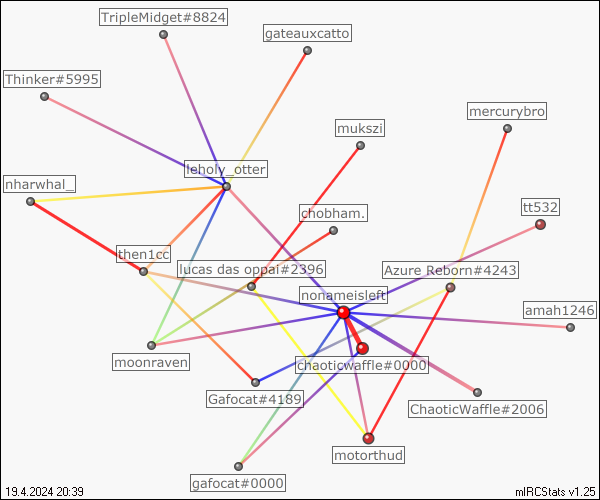 TripleMidget#8824
gateauxcatto
Thinker#5995
mercurybro
mukszi
leholy_otter
nharwhal_
chobham.
tt532
then1cc
lucas das oppai#2396
Azure Reborn#4243
nonameisleft
amah1246
moonraven
chaoticwaffle#0000
Gafocat#4189
ChaoticWaffle#2006
motorthud
gafocat#0000
19.4.2024 20:39
mIRCStats v1.25